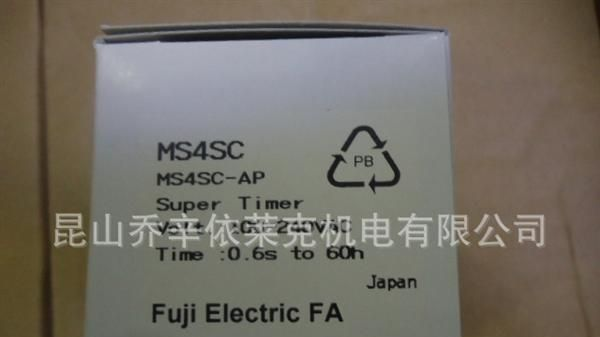 MS4SC
PB
MS4SC-AP
Super Timer
昆山乔辛依莱克机电有限公司
Time :0.6s to 60h
Japan
Fuji Electric FA